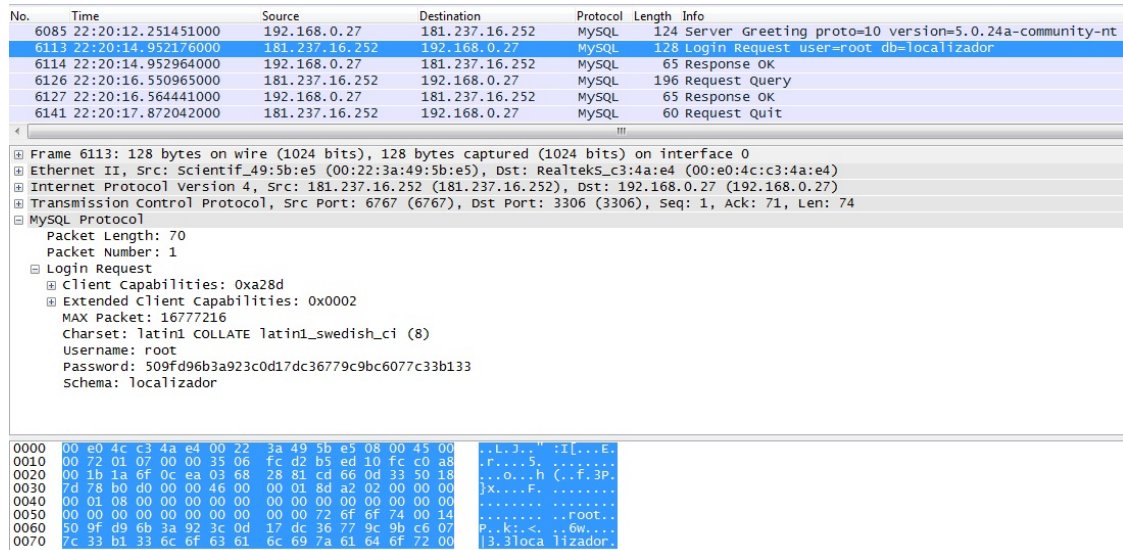 No. Time Source Destination Protocol Length Info
6085 22:20:12.251451000 192.168.0.27 181.237.16.252 MySQL 124 Server Greeting proto=10 version=5.0.24a-community-nt
6113 22:20:14.952176000 181.237.16.252 192.168.0.27 MySQL 128 Login Request user=root db=localizador
6114 22:20:14.952964000 192.168.0.27 181.237.16.252 MySQL 65 Response OK
6126 22:20:16.550965000 181.237.16.252 192.168.0.27 MySQL 196 Request Query
6127 22:20:16.564441000 192.168.0.27 181.237.16.252 MySQL 65 Response OK
6141 22:20:17.872042000 181.237.16.252 192.168.0.27 MySQL 60 Request Quit
Frame 6113: 128 bytes on wire (1024 bits), 128 bytes captured (1024 bits) on interface 0
Ethernet II, Src: Scientif_49:5b:e5 (00:22:3a:49:5b:e5), Dst: RealtekS_c3:4a:e4 (00:e0:4c:c3:4a:e4)
Internet Protocol Version 4, Src: 181.237.16.252 (181.237.16.252), Dst: 192.168.0.27 (192.168.0.27)
Transmission Control Protocol, Src Port: 6767 (6767), Dst Port: 3306 (3306), Seq: 1, Ack: 71, Len: 74
MySQL Protocol
Packet Length: 70
Packet Number: 1
Login Request
Client Capabilities: 0xa28d
Extended Client Capabilities: 0x0002
MAX Packet: 16777216
Charset: latin1 COLLATE latin1_swedish_ci (8)
Username: root
Password: 509fd96b3a923c0d17dc36779c9bc6077c33b133
Schema: localizador
0000 00 e0 4c c3 4a e4 00 22 3a 49 5b e5 08 00 45 00 ..L.J.." :I[...E.
0010 00 72 01 07 00 00 35 06 fc d2 b5 ed 10 fc c0 a8 .r....5. ........
0020 00 1b 1a 6f 0c ea 03 68 28 81 cd 66 0d 33 50 18 ...o...h (..f.3P.
0030 7d 78 b0 d0 00 00 46 00 00 01 8d a2 02 00 00 00 }x....F. ........
0040 00 01 08 00 00 00 00 00 00 00 00 00 00 00 00 00 ........ ........
0050 00 00 00 00 00 00 00 00 00 00 72 6f 6f 74 00 14 ........ ..root..
0060 50 9f d9 6b 3a 92 3c 0d 17 dc 36 77 9c 9b c6 07 P..k:.<. ..6w....
0070 7c 33 b1 33 6c 6f 63 61 6c 69 7a 61 64 6f 72 00 |3.3loca lizador.